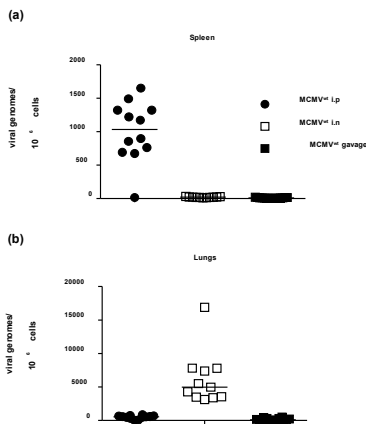 (a)
Spleen
viral genomes/
10 6 cells
2000
1500
1000
500
0
MCMVwt i.p
MCMVwt i.n
MCMVwt gavage
(b)
Lungs
viral genomes/
10 6 cells
20000
15000
10000
5000
0